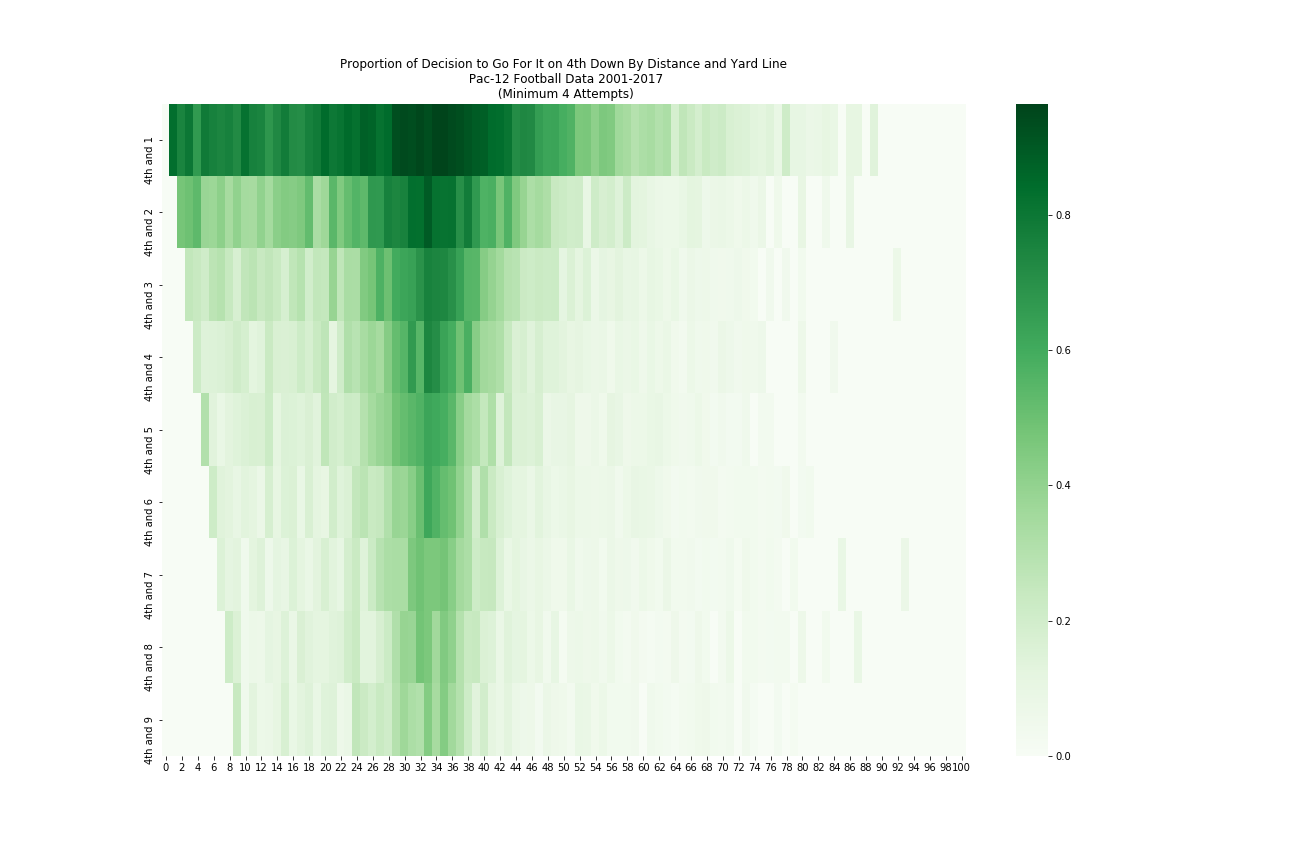 Proportion of Decision to Go For It on 4th Down By Distance and Yard Line
Pac-12 Football Data 2001-2017
(Minimum 4 Attempts)
4th and 1
4th and 2
4th and 3
4th and 4
4th and 5
4th and 6
4th and 7
4th and 8
4th and 9
0 2 4 6 8 10 12 14 16 18 20 22 24 26 28 30 32 34 36 38 40 42 44 46 48 50 52 54 56 58 60 62 64 66 68 70 72 74 76 78 80 82 84 86 88 90 92 94 96 98 100
0.8
0.6
0.4
0.2
0.0